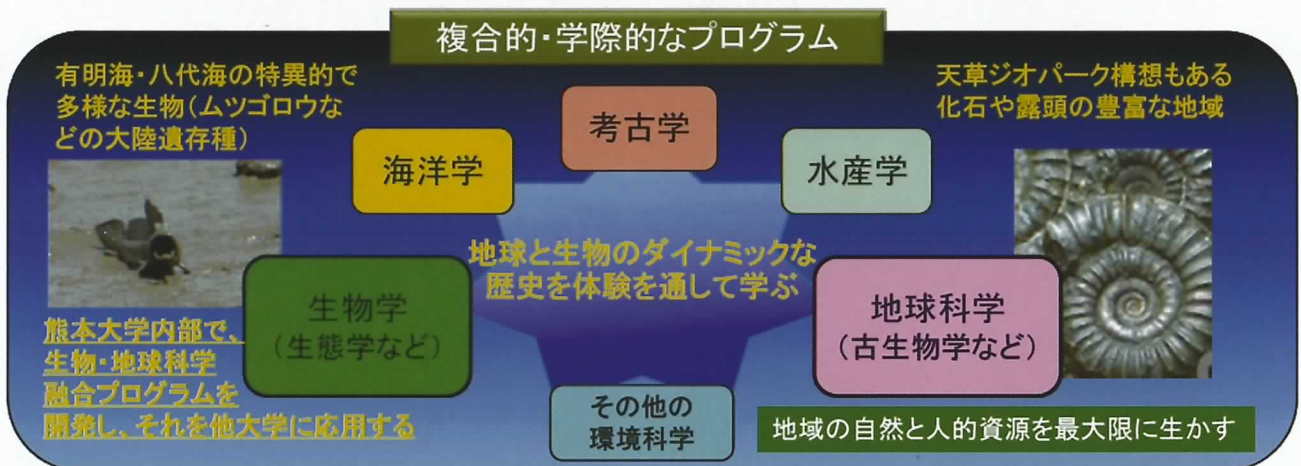 複合的・学際的なプログラム
有明海・八代海の特異的で
多様な生物(ムツゴロウな
どの大陸遺存種)
天草ジオパーク構想もある
化石や露頭の豊富な地域
考古学
海洋学
水産学
地球と生物のダイナミックな
歴史を体験を通して学ぶ
生物学
(生態学など)
地球科学
(古生物学など)
熊本大学内部で、
生物・地球科学
融合プログラムを
開発し、それを他大学に応用する
その他の
環境科学
地域の自然と人的資源を最大限に生かす